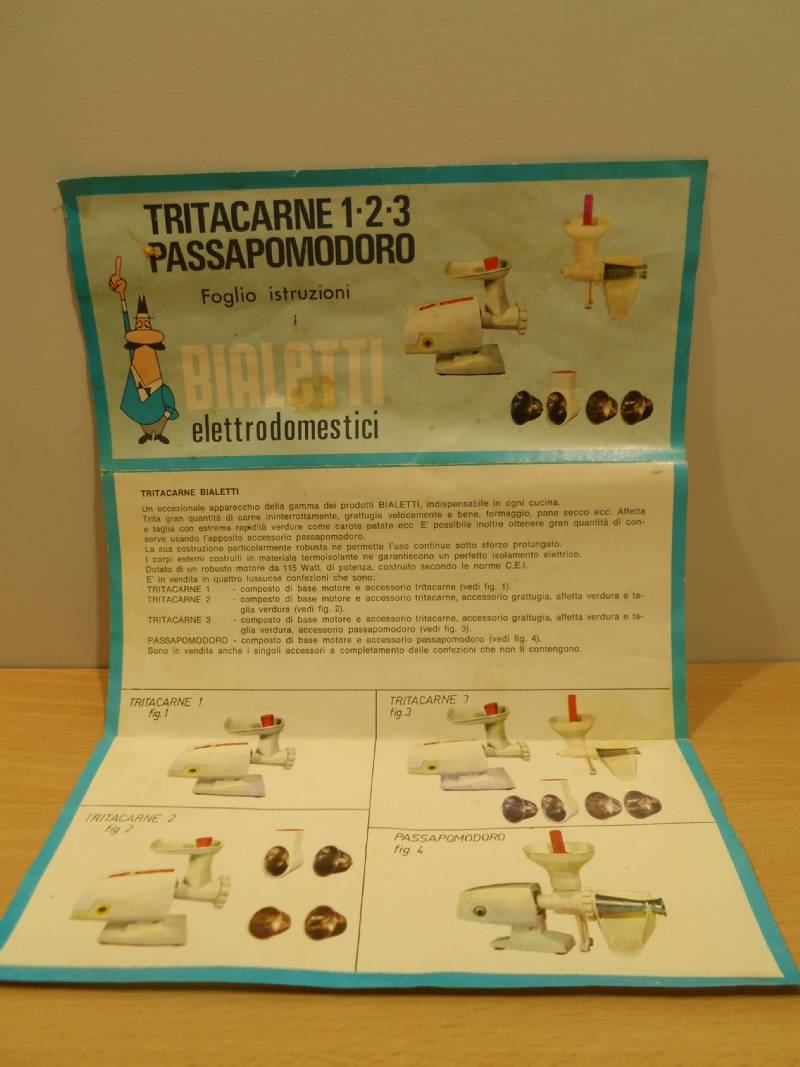 TRITACARNE 1·2·3
PASSAPOMODORO
Foglio istruzioni
BIALETTI
elettrodomestici
TRITACARNE BIALETTI
Un eccezionale apparecchio della gamma dei prodotti BIALETTI, indispensabile in ogni cucina.
Trita gran quantità di carne ininterrottamente, grattugia velocemente e bene, formaggio, pane secco ecc. Affetta
e taglia con estrema rapidità verdure come carote patate ecc. E' possibile inoltre ottenere gran quantità di con-
serve usando l'apposito accessorio passapomodoro.
La sua costruzione particolarmente robusta ne permette l'uso continuo sotto sforzo prolungato.
I corpi esterni costruiti in materiale termoisolante ne garantiscono un perfetto isolamento elettrico.
Dotato di un robusto motore da 115 Watt. di potenza, costruito secondo le norme C.E.I.
E' in vendita in quattro lussuose confezioni che sono:
TRITACARNE 1 - composto di base motore e accessorio tritacarne (vedi fig. 1).
TRITACARNE 2 - composto di base motore e accessorio tritacarne, accessorio grattugia, affetta verdura e ta-
glia verdura (vedi fig. 2).
TRITACARNE 3 - composto di base motore e accessorio tritacarne, accessorio grattugia, affetta verdura e ta-
glia verdura, accessorio passapomodoro (vedi fig. 3).
PASSAPOMODORO - composto di base motore e accessorio passapomodoro (vedi fig. 4).
Sono in vendita anche i singoli accessori a completamento delle confezioni che non li contengono.
TRITACARNE 1
fig.1
TRITACARNE 3
fig.3
TRITACARNE 2
fig 2
PASSAPOMODORO
fig. 4